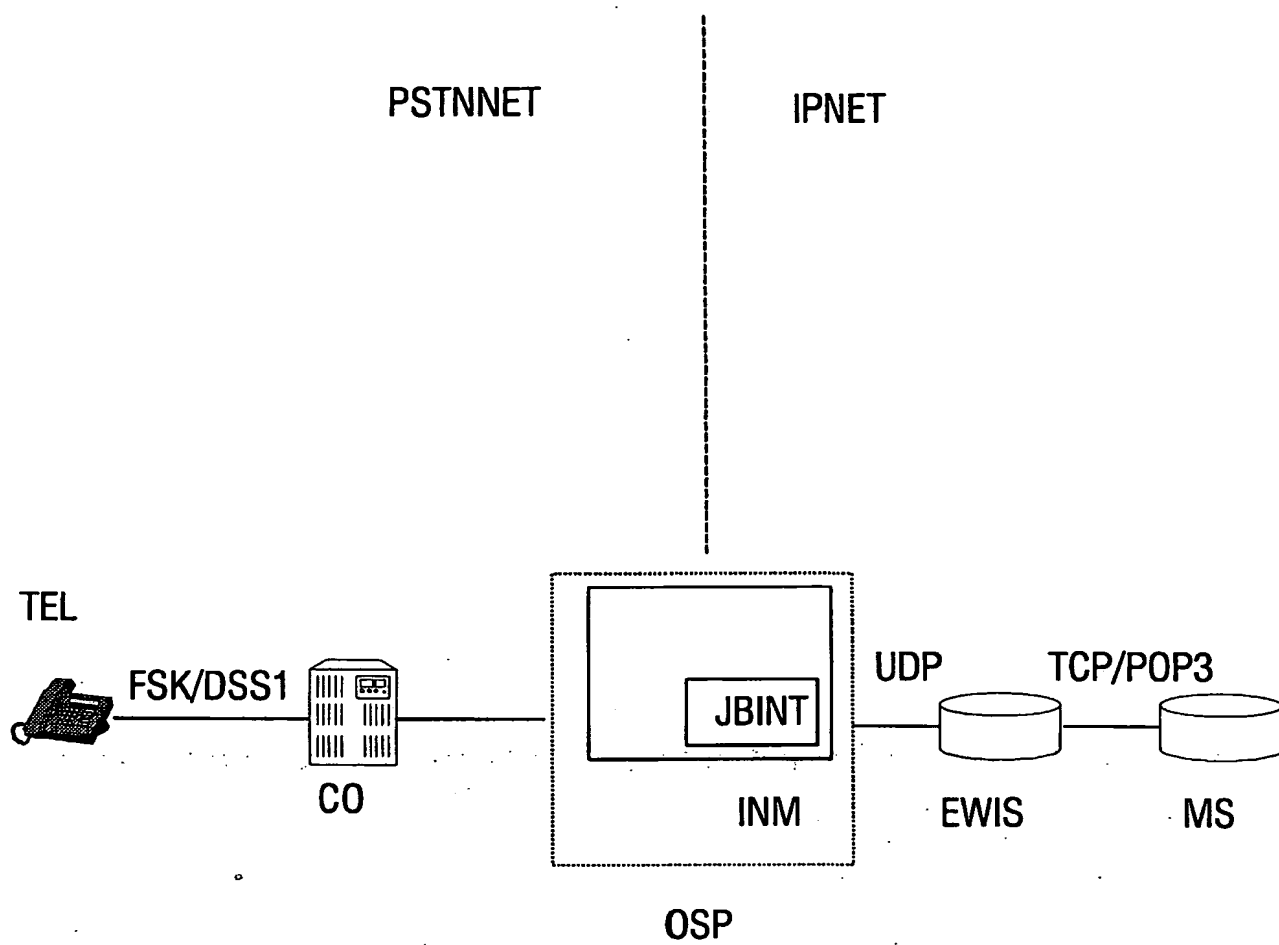 PSTNNET
IPNET
TEL
FSK/DSS1
UDP
TCP/POP3
JBINT
CO
INM
EWIS
MS
OSP